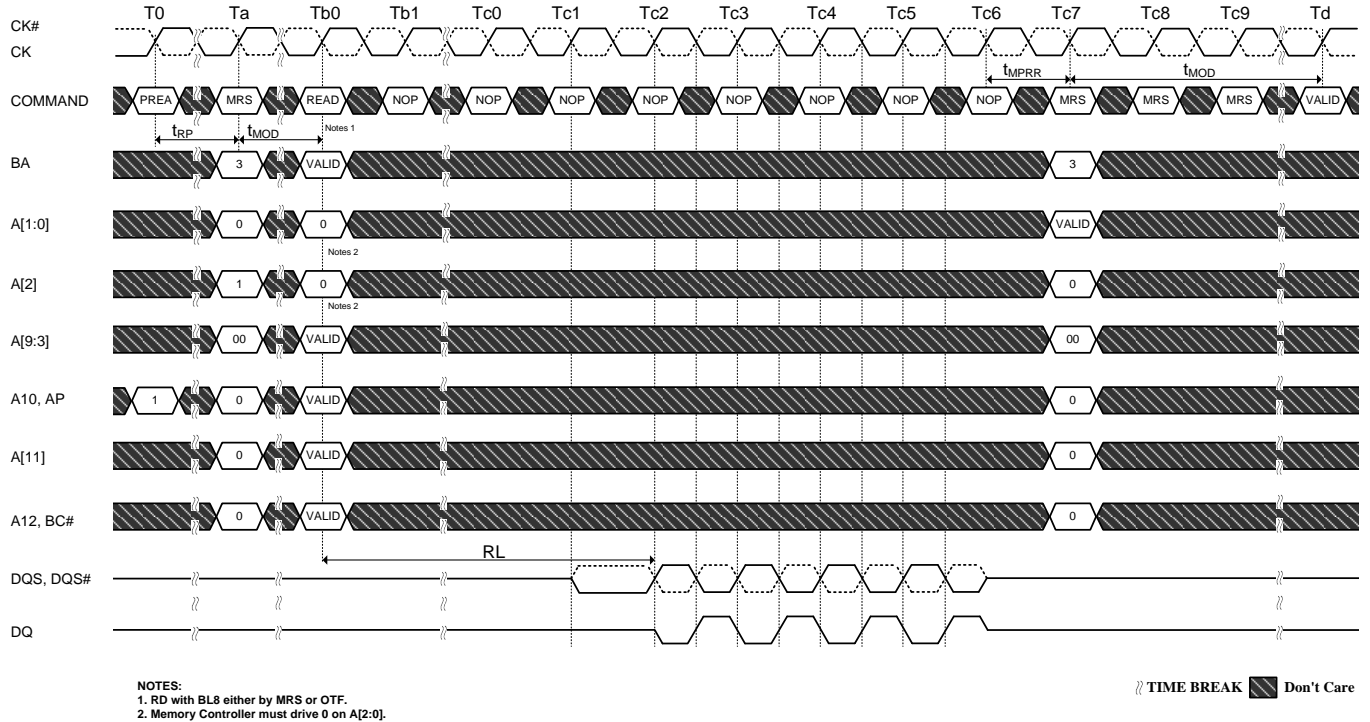 T0 Ta Tb0 Tb1 Tc0 Tc1 Tc2 Tc3 Tc4 Tc5 Tc6 Tc7 Tc8 Tc9 Td
CK#
CK
tMPRR tMOD
COMMAND PREA MRS READ NOP NOP NOP NOP NOP NOP NOP NOP MRS MRS MRS VALID
tRP tMOD Notes 1
BA 3 VALID 3
A[1:0] 0 0 VALID
Notes 2
A[2] 1 0 0
Notes 2
A[9:3] 00 VALID 00
A10, AP 1 0 VALID 0
A[11] 0 VALID 0
A12, BC# 0 VALID 0
RL
DQS, DQS#
DQ
NOTES:
1. RD with BL8 either by MRS or OTF.
2. Memory Controller must drive 0 on A[2:0].
TIME BREAK Don't Care